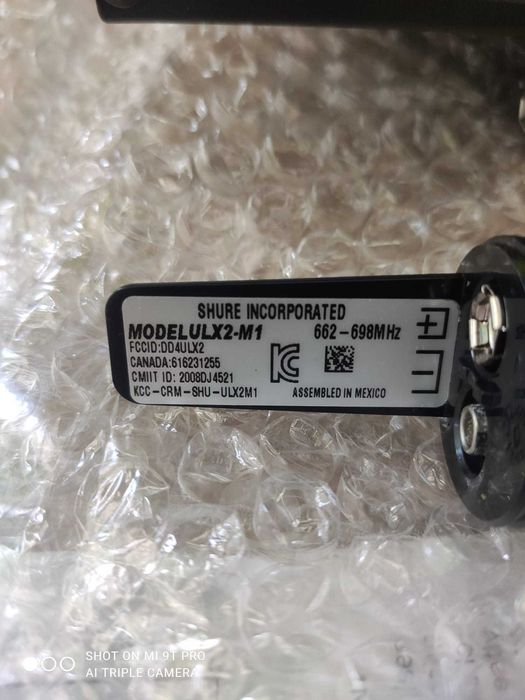 SHURE INCORPORATED
MODELULX2-M1 662-698MHz
FCCID:DD4ULX2
CANADA:616231255
CMIIT ID: 2008DJ4521
KCC-CRM-SHU-ULX2M1 ASSEMBLED IN MEXICO
SHOT ON MI 9T PRO
AI TRIPLE CAMERA